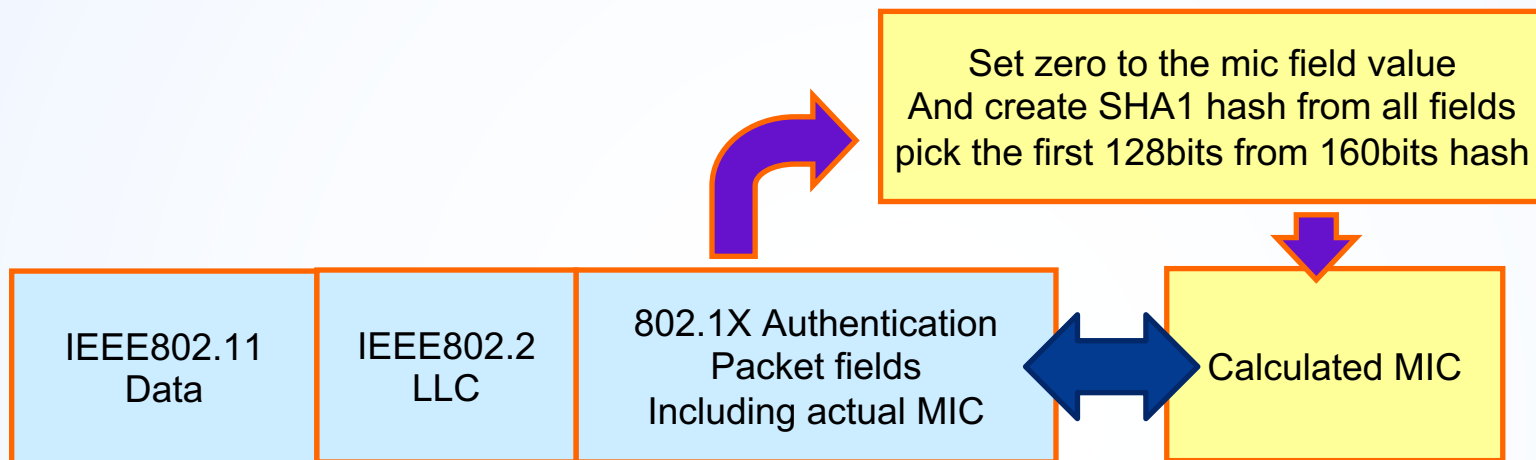 Set zero to the mic field value
And create SHA1 hash from all fields
pick the first 128bits from 160bits hash
IEEE802.11
Data
IEEE802.2
LLC
802.1X Authentication
Packet fields
Including actual MIC
Calculated MIC